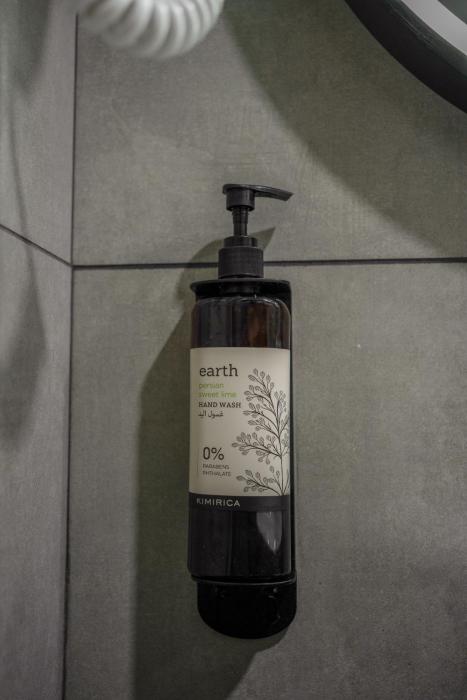 earth
persian
sweet lime
HAND WASH
غسول اليد
0%
PARABENS
PHTHALATE
KIMIRICA